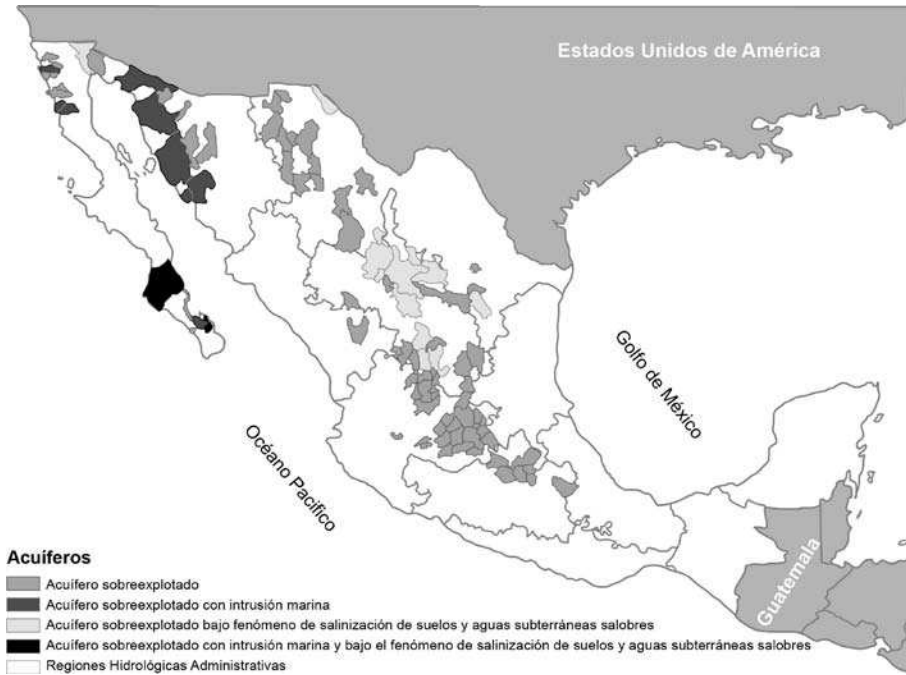 Estados Unidos de América
Golfo de México
Océano Pacifico
Guatemala
Acuíferos
Acuífero sobreexplotado
Acuífero sobreexplotado con intrusión marina
Acuífero sobreexplotado bajo fenómeno de salinización de suelos y aguas subterráneas salobres
Acuífero sobreexplotado con intrusión marina y bajo el fenómeno de salinización de suelos y aguas subterráneas salobres
Regiones Hidrológicas Administrativas